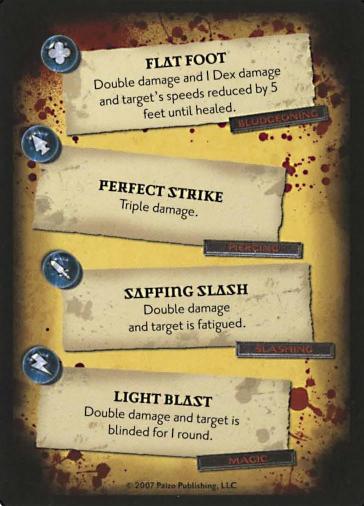 FLAT FOOT
Double damage and 1 Dex damage
and target's speeds reduced by 5
feet until healed.
BLUDGEONING
PERFECT STRIKE
Triple damage.
PIERCING
SAPPING SLASH
Double damage
and target is fatigued.
SLASHING
LIGHT BLAST
Double damage and target is
blinded for 1 round.
MAGIC
© 2007 Paizo Publishing, LLC